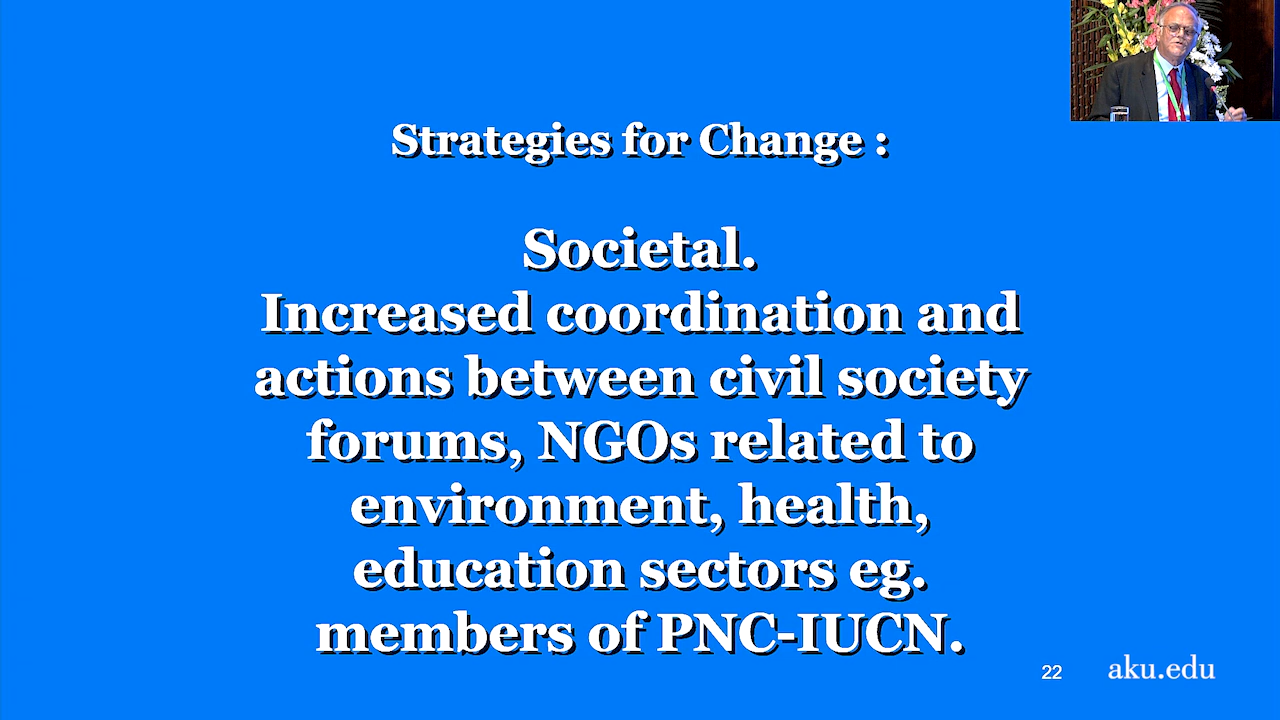 Strategies for Change :
Societal.
Increased coordination and
actions between civil society
forums, NGOs related to
environment, health,
education sectors eg.
members of PNC-IUCN.
22
aku.edu